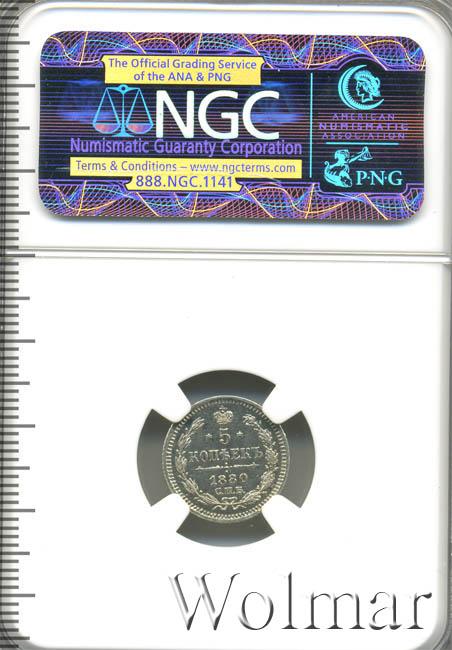 The Official Grading Service
of the ANA & PNG
NGC
Numismatic Guaranty Corporation
Terms & Conditions – www.ngcterms.com
888.NGC.1141
AMERICAN
NUMISMATIC
ASSOCIATION
P·N·G
5
КОПѢЕКЪ
1880
С.П.Б.
Wolmar